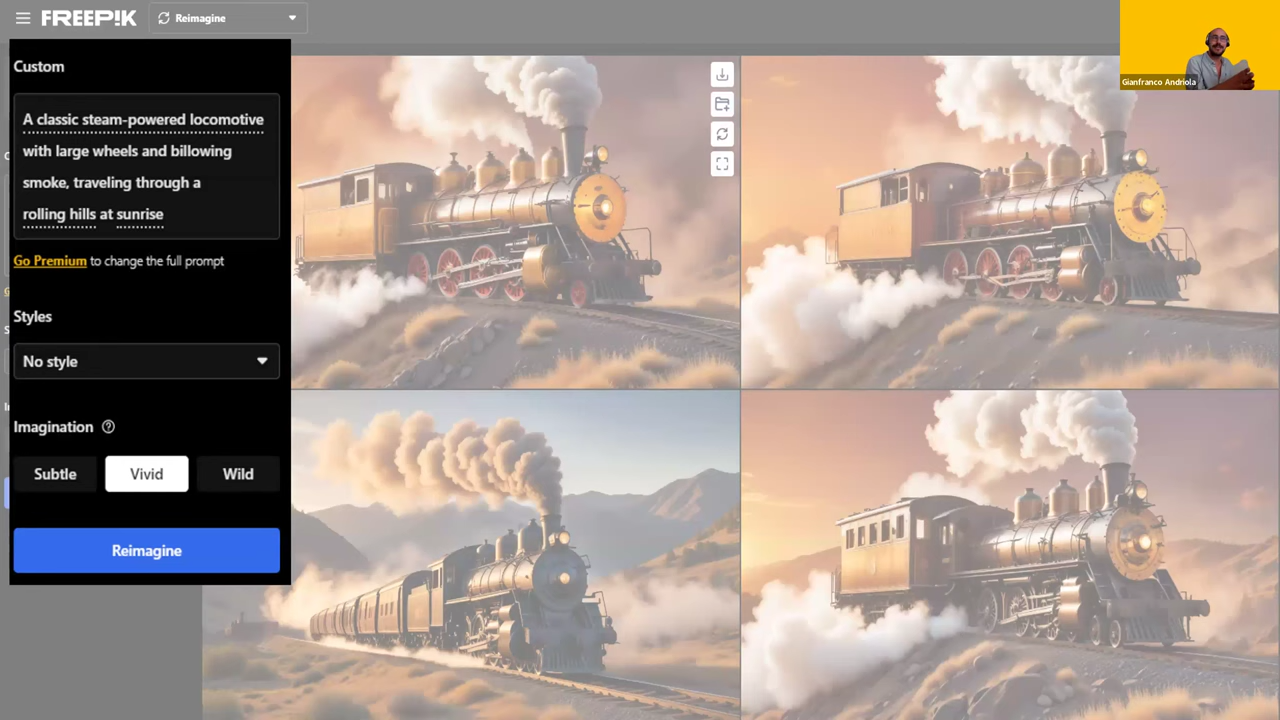 FREEPIK
Reimagine
Gianfranco Andriola
Custom
A classic steam-powered locomotive
with large wheels and billowing
smoke, traveling through a
rolling hills at sunrise
Go Premium to change the full prompt
Styles
No style
Imagination
Subtle
Vivid
Wild
Reimagine